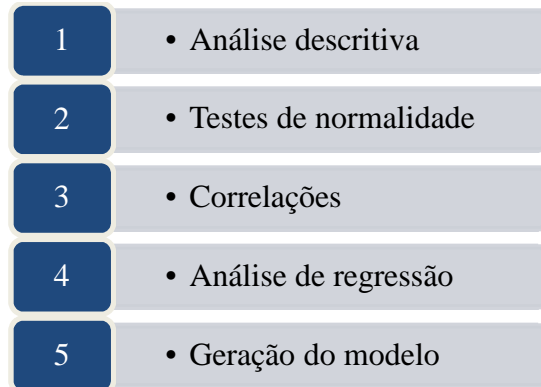 1 • Análise descritiva
2 • Testes de normalidade
3 • Correlações
4 • Análise de regressão
5 • Geração do modelo